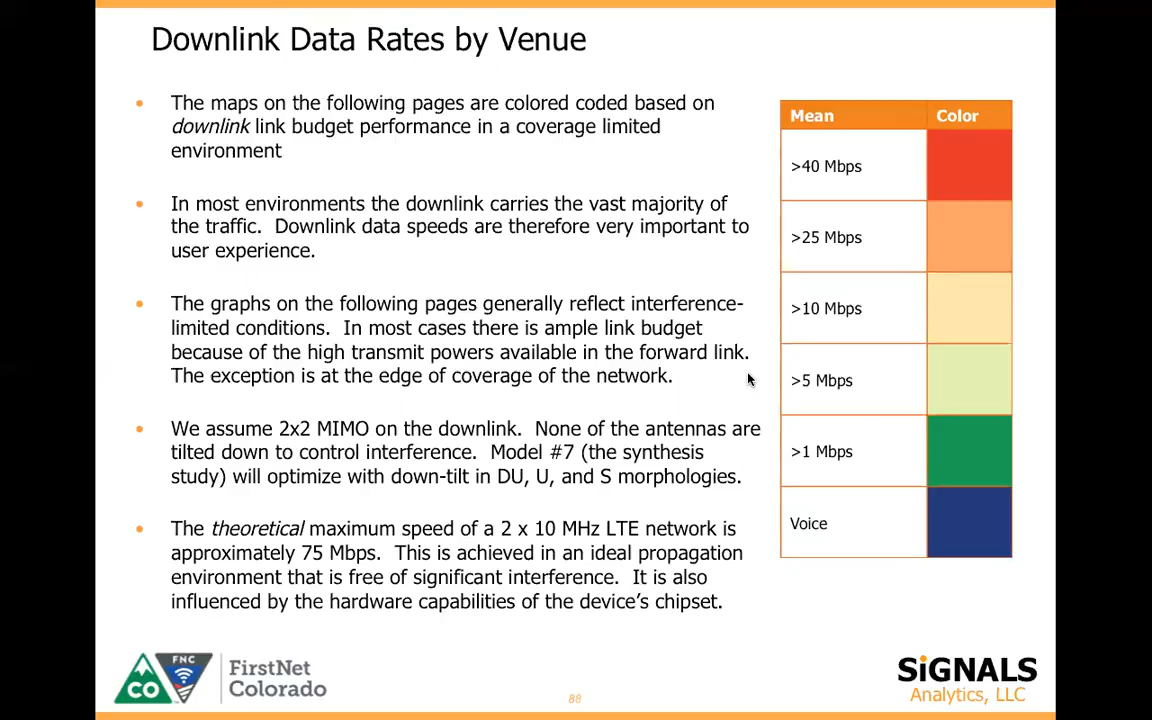 Downlink Data Rates by Venue
• The maps on the following pages are colored coded based on
downlink link budget performance in a coverage limited
environment
• In most environments the downlink carries the vast majority of
the traffic.  Downlink data speeds are therefore very important to
user experience.
• The graphs on the following pages generally reflect interference-
limited conditions.  In most cases there is ample link budget
because of the high transmit powers available in the forward link.
The exception is at the edge of coverage of the network.
• We assume 2x2 MIMO on the downlink.  None of the antennas are
tilted down to control interference.  Model #7 (the synthesis
study) will optimize with down-tilt in DU, U, and S morphologies.
• The theoretical maximum speed of a 2 x 10 MHz LTE network is
approximately 75 Mbps.  This is achieved in an ideal propagation
environment that is free of significant interference.  It is also
influenced by the hardware capabilities of the device's chipset.
Mean Color
>40 Mbps
>25 Mbps
>10 Mbps
>5 Mbps
>1 Mbps
Voice
CO
FNC
FirstNet
Colorado
88
SiGNALS
Analytics, LLC